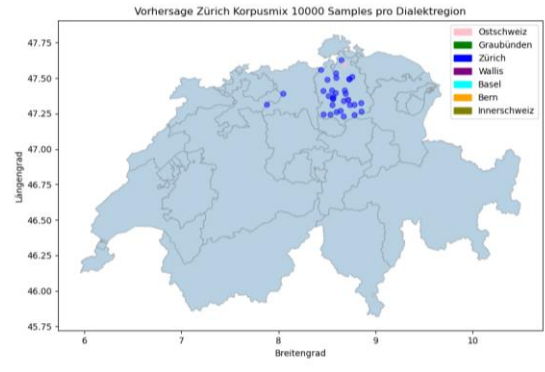 Vorhersage Zürich Korpusmix 10000 Samples pro Dialektregion
Ostschweiz
Graubünden
Zürich
Wallis
Basel
Bern
Innerschweiz
47.75
47.50
47.25
47.00
46.75
46.50
46.25
46.00
45.75
Längengrad
6
7
8
9
10
Breitengrad